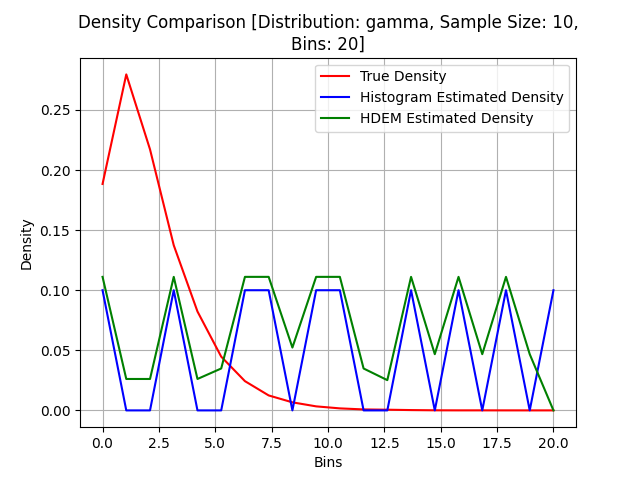 Density Comparison [Distribution: gamma, Sample Size: 10,
Bins: 20]
True Density
Histogram Estimated Density
HDEM Estimated Density
Density
0.25
0.20
0.15
0.10
0.05
0.00
0.0 2.5 5.0 7.5 10.0 12.5 15.0 17.5 20.0
Bins